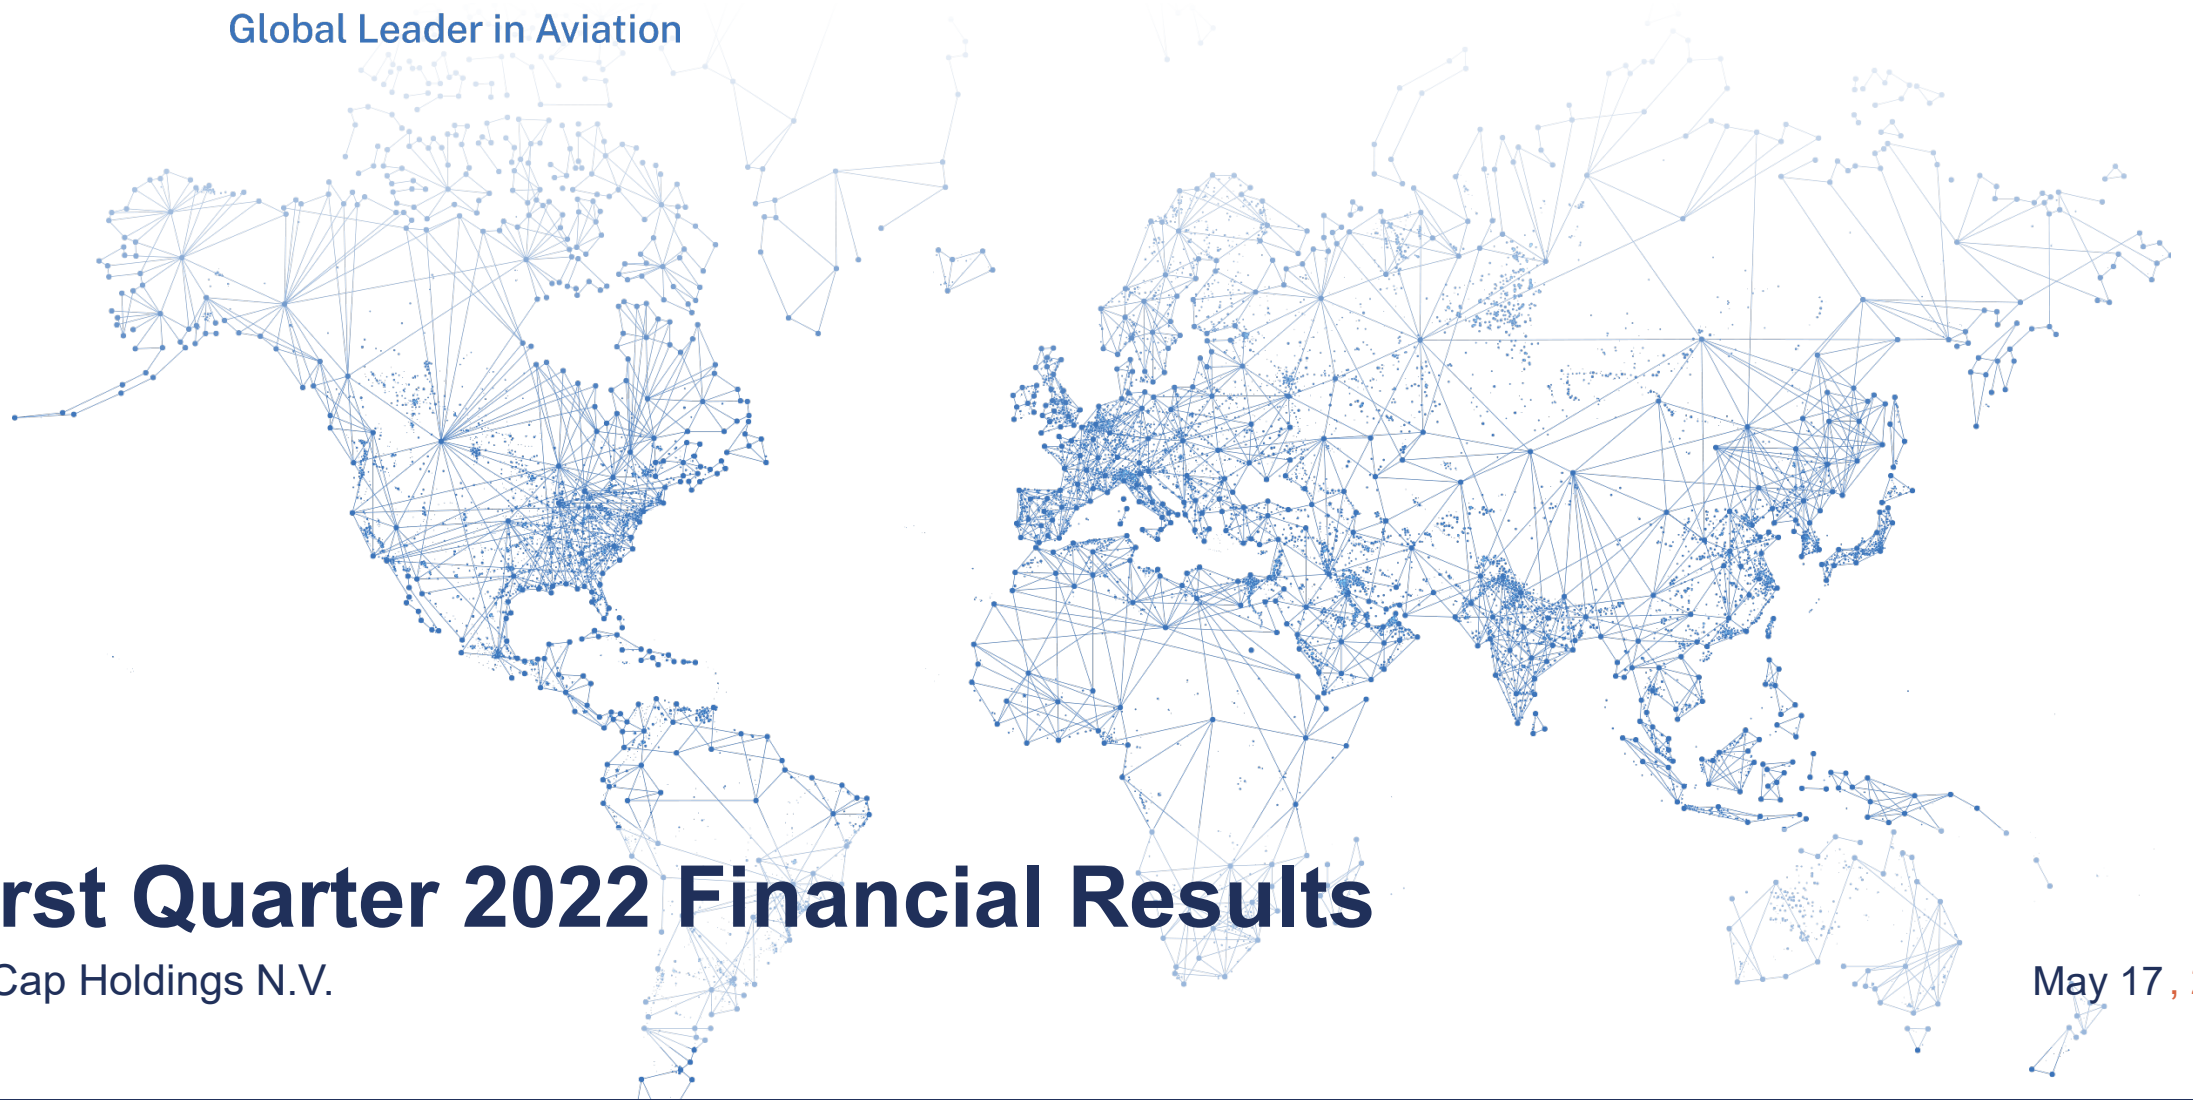 Global Leader in Aviation
rst Quarter 2022 Financial Results
Cap Holdings N.V.
May 17,